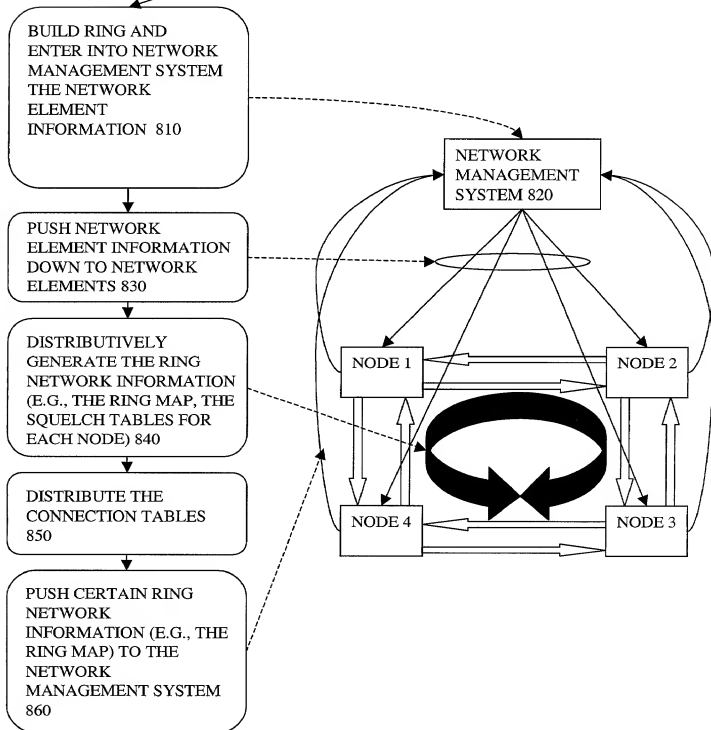 BUILD RING AND
ENTER INTO NETWORK
MANAGEMENT SYSTEM
THE NETWORK
ELEMENT
INFORMATION 810
PUSH NETWORK
ELEMENT INFORMATION
DOWN TO NETWORK
ELEMENTS 830
DISTRIBUTIVELY
GENERATE THE RING
NETWORK INFORMATION
(E.G., THE RING MAP, THE
SQUELCH TABLES FOR
EACH NODE) 840
DISTRIBUTE THE
CONNECTION TABLES
850
PUSH CERTAIN RING
NETWORK
INFORMATION (E.G., THE
RING MAP) TO THE
NETWORK
MANAGEMENT SYSTEM
860
NETWORK
MANAGEMENT
SYSTEM 820
NODE 1
NODE 2
NODE 4
NODE 3